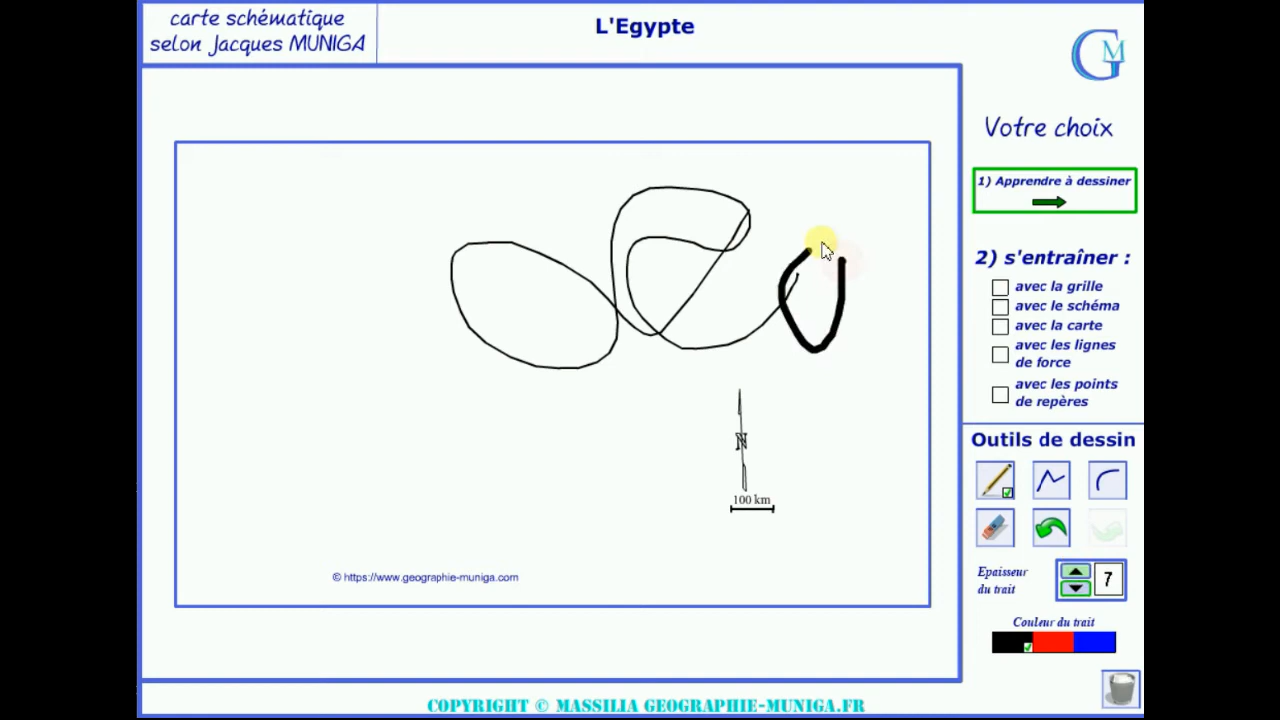 carte schématique
selon Jacques MUNIGA
L'Egypte
GM
Votre choix
1) Apprendre à dessiner
2) s'entraîner :
avec la grille
avec le schéma
avec la carte
avec les lignes
de force
avec les points
de repères
Outils de dessin
Epaisseur
du trait
7
Couleur du trait
N
100 km
© https://www.geographie-muniga.com
COPYRIGHT © MASSILIA GEOGRAPHIE-MUNIGA.FR